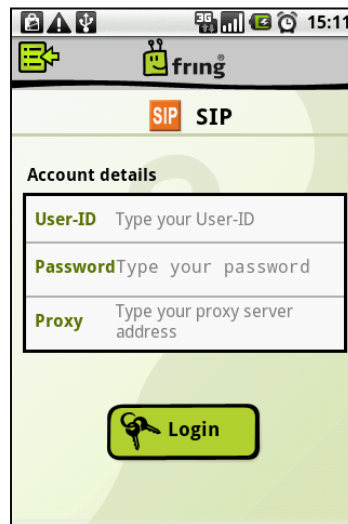 3G 15:11
fring
SIP SIP
Account details
User-ID Type your User-ID
Password Type your password
Proxy Type your proxy server
address
Login